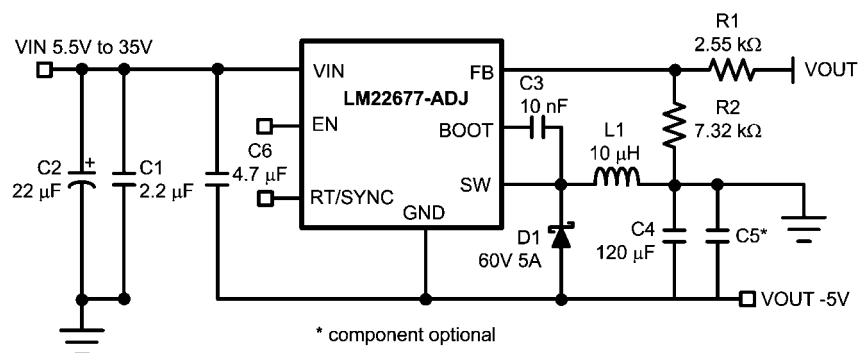 VIN 5.5V to 35V
R1
2.55 kΩ
VOUT
VIN
FB
LM22677-ADJ
C3
10 nF
R2
7.32 kΩ
EN
BOOT
L1
10 μH
C2
+
22 μF
C1
2.2 μF
C6
4.7 μF
RT/SYNC
SW
GND
D1
60V 5A
C4
120 μF
C5*
VOUT -5V
* component optional